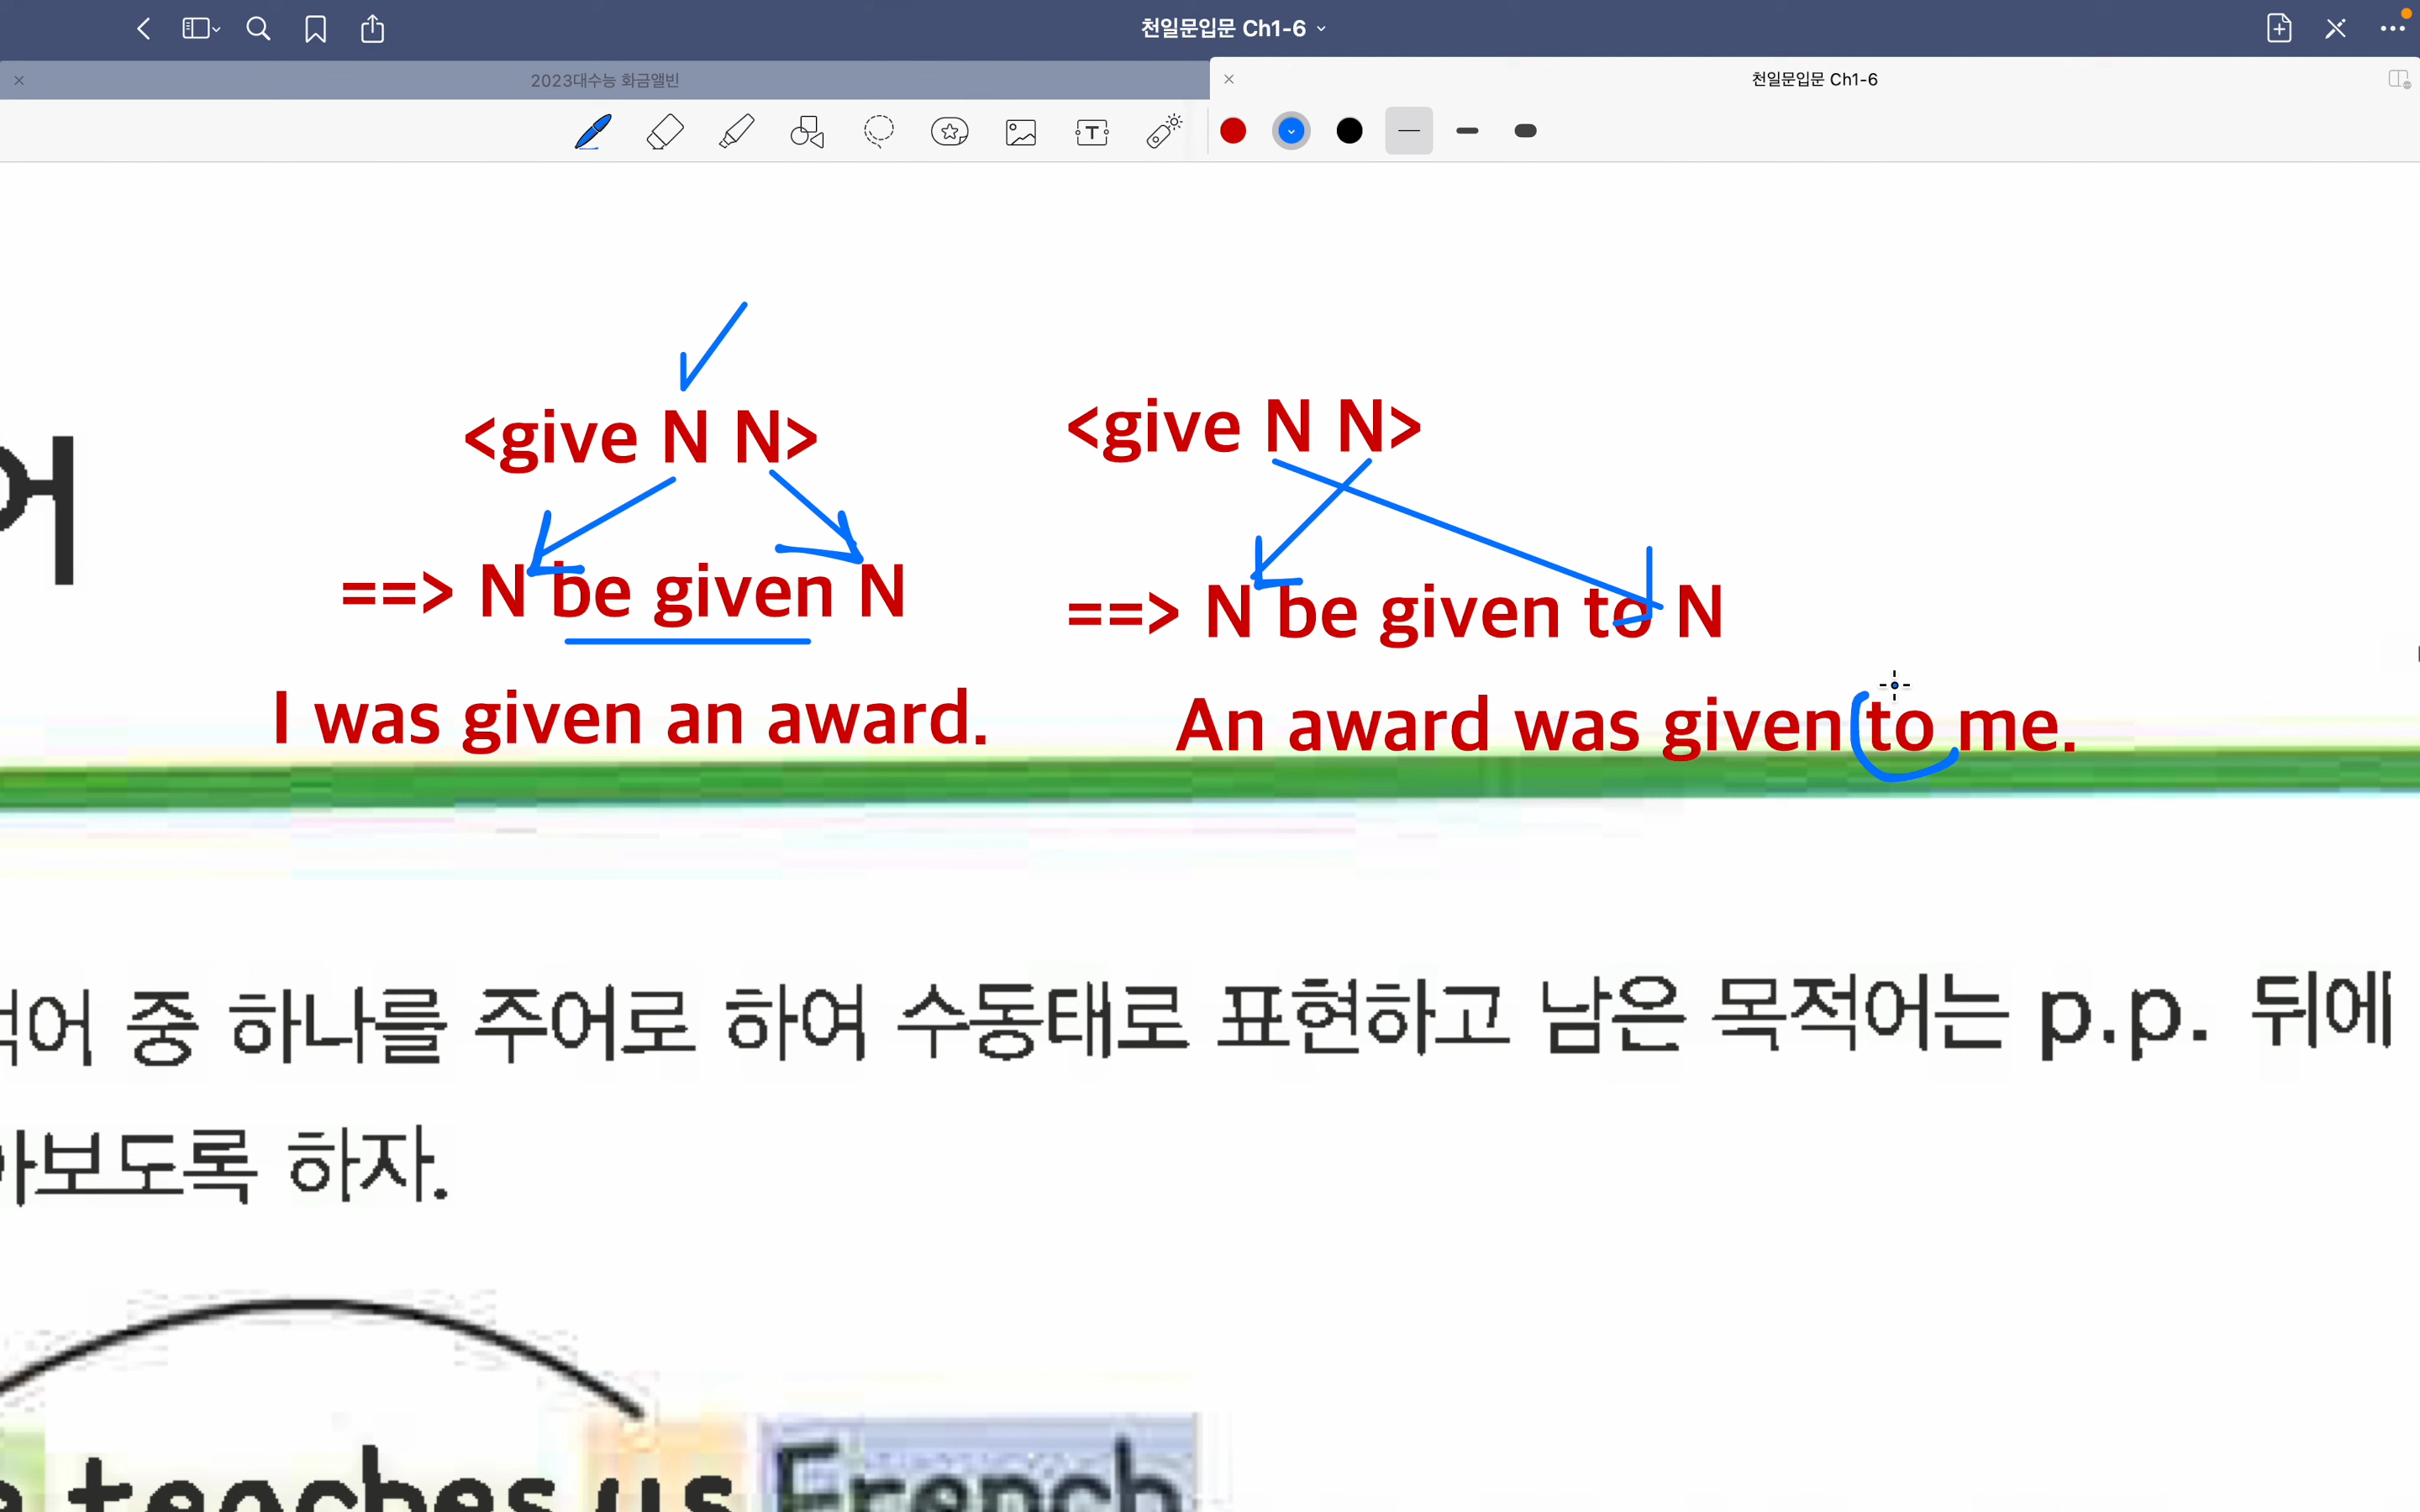 천일문입문 Ch1-6
2023대수능 화금앨빈
천일문입문 Ch1-6
어
<give N N>
==> N be given N
I was given an award.
<give N N>
==> N be given to N
An award was given to me.
적어 중 하나를 주어로 하여 수동태로 표현하고 남은 목적어는 p.p. 뒤에
아보도록 하자.
teaches us French